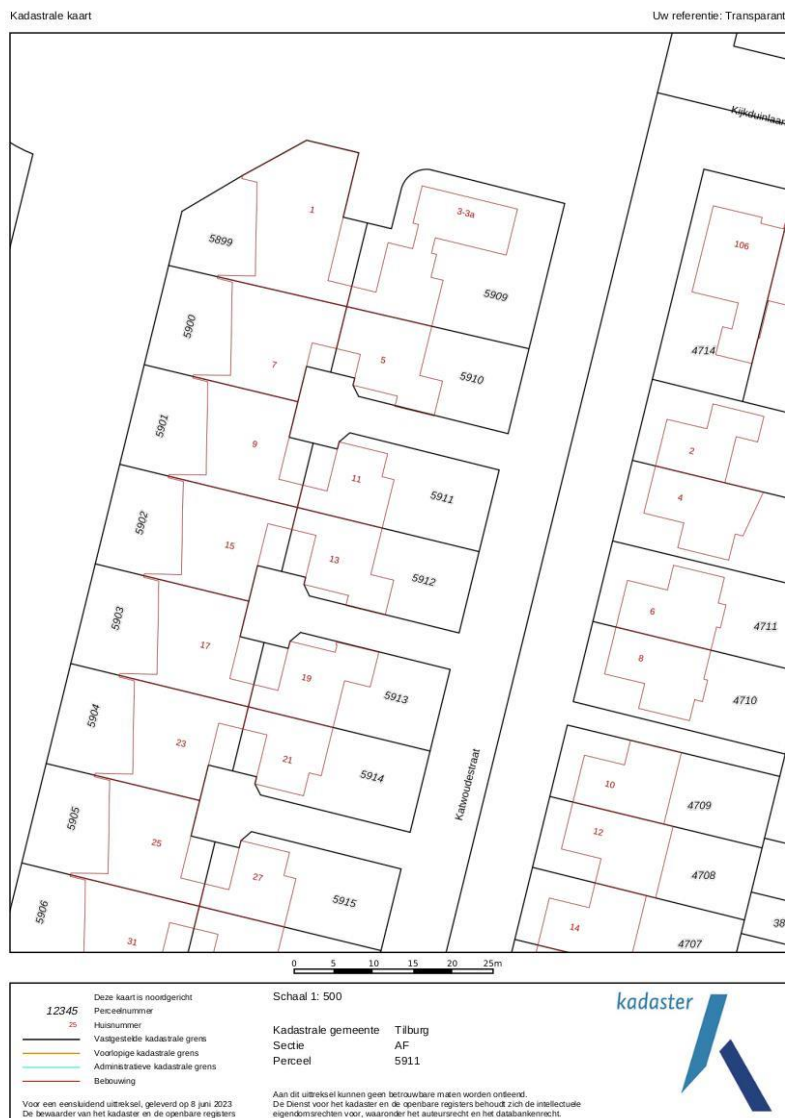 Kadastrale kaart
Uw referentie: Transparant
Kijkduinlaan
1
3-3a
5899
106
5909
5900
4714
7
5
5910
5901
9
2
11
5911
4
5902
15
13
5912
5903
6
4711
17
8
19
5913
4710
5904
23
21
5914
Katwoudestraat
10
4709
5905
12
25
27
4708
5915
5906
38
14
31
4707
0 5 10 15 20 25m
Deze kaart is noordgericht
12345 Perceelnummer
25 Huisnummer
Vastgestelde kadastrale grens
Voorlopige kadastrale grens
Administratieve kadastrale grens
Bebouwing
Voor een eensluidend uittreksel, geleverd op 8 juni 2023
De bewaarder van het kadaster en de openbare registers
Schaal 1: 500
Kadastrale gemeente Tilburg
Sectie AF
Perceel 5911
Aan dit uittreksel kunnen geen betrouwbare maten worden ontleend.
De Dienst voor het kadaster en de openbare registers behoudt zich de intellectuele
eigendomsrechten voor, waaronder het auteursrecht en het databankenrecht.
kadaster